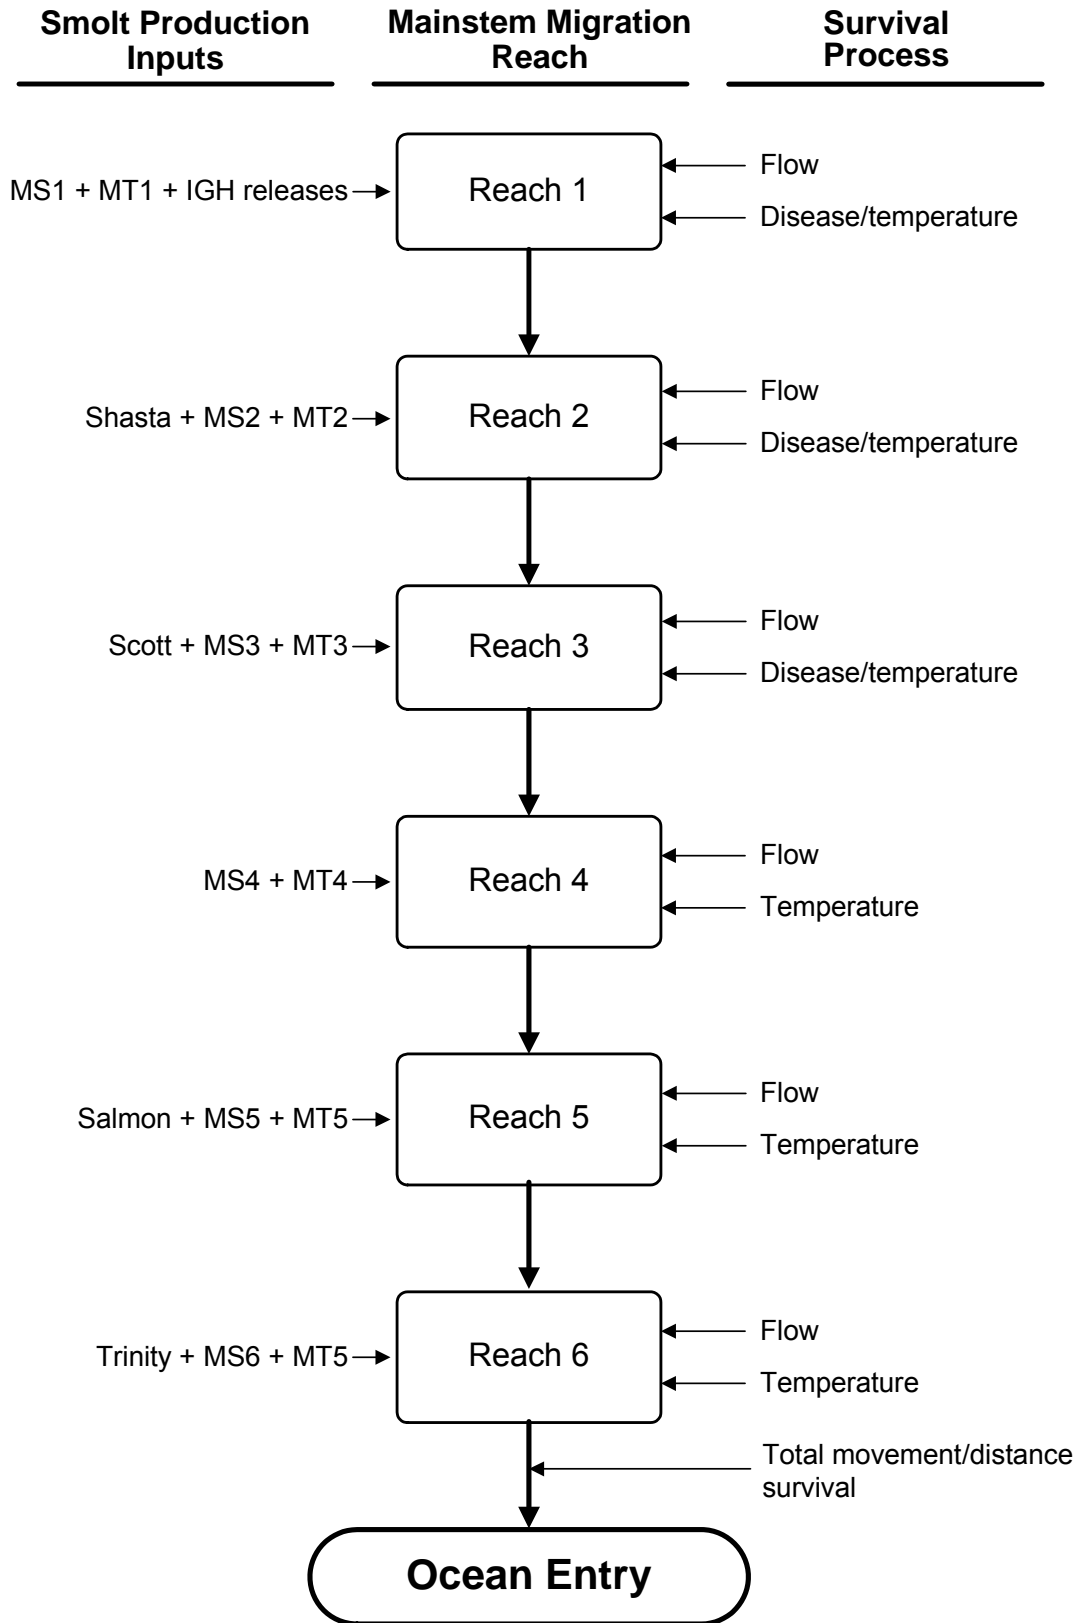 Smolt Production
Inputs
Mainstem Migration
Reach
Survival
Process
MS1 + MT1 + IGH releases
Reach 1
Flow
Disease/temperature
Shasta + MS2 + MT2
Reach 2
Flow
Disease/temperature
Scott + MS3 + MT3
Reach 3
Flow
Disease/temperature
MS4 + MT4
Reach 4
Flow
Temperature
Salmon + MS5 + MT5
Reach 5
Flow
Temperature
Trinity + MS6 + MT5
Reach 6
Flow
Temperature
Total movement/distance
survival
Ocean Entry